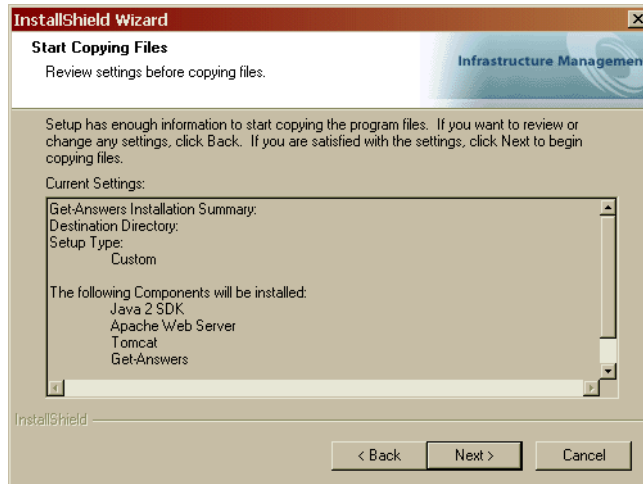 InstallShield Wizard
Start Copying Files
Review settings before copying files.
Infrastructure Managemen
Setup has enough information to start copying the program files. If you want to review or
change any settings, click Back. If you are satisfied with the settings, click Next to begin
copying files.
Current Settings:
Get-Answers Installation Summary:
Destination Directory:
Setup Type:
Custom
The following Components will be installed:
Java 2 SDK
Apache Web Server
Tomcat
Get-Answers
InstallShield
< Back
Next >
Cancel